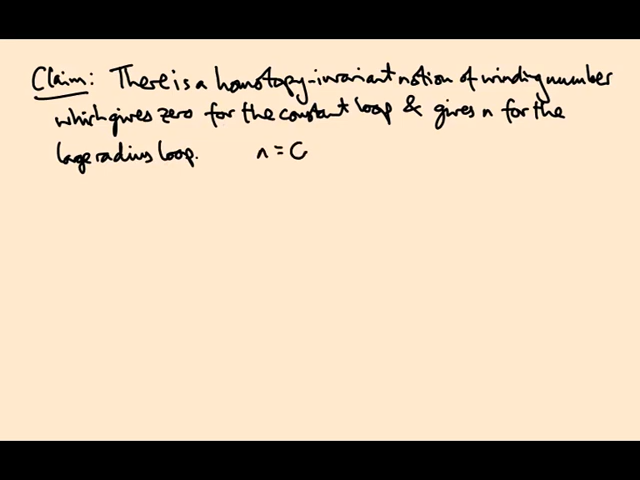 Claim: There is a homotopy-invariant notion of winding number
which gives zero for the constant loop & gives n for the
large radius loop. n = C